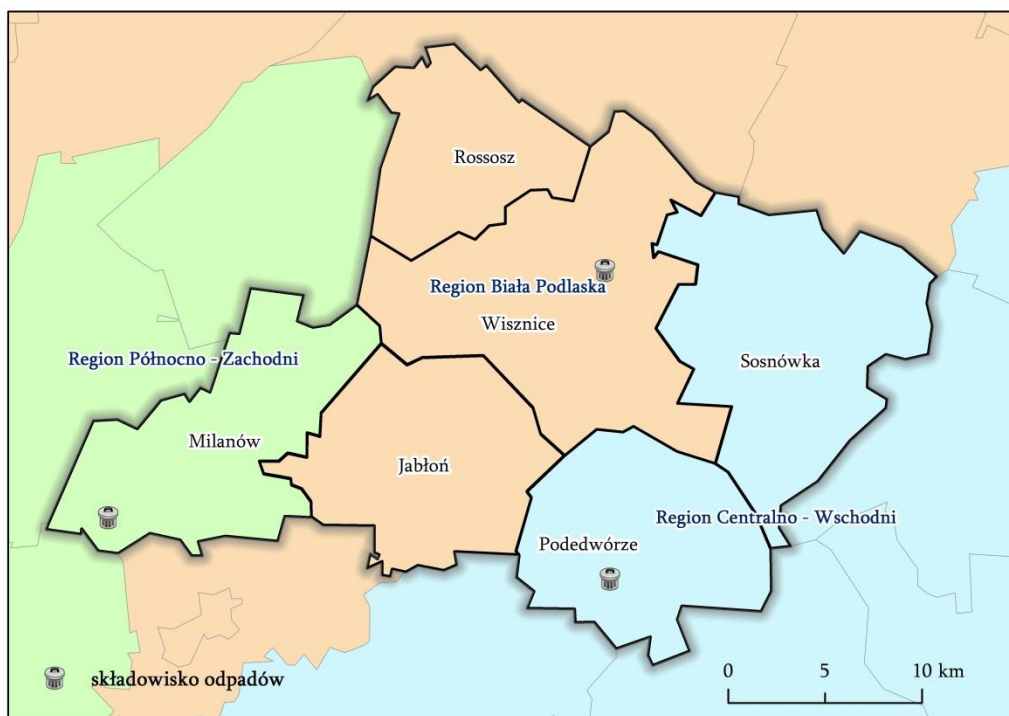 Rossosz
Region Biała Podlaska
Wisznice
Region Północno - Zachodni
Sosnówka
Milanów
Jabłoń
Region Centralno - Wschodni
Podedwórze
składowisko odpadów
0 5 10 km